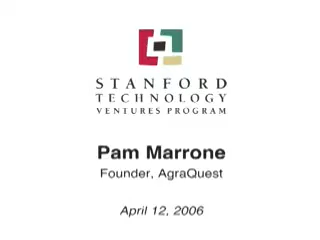 STANFORD
TECHNOLOGY
VENTURES PROGRAM
Pam Marrone
Founder, AgraQuest
April 12, 2006